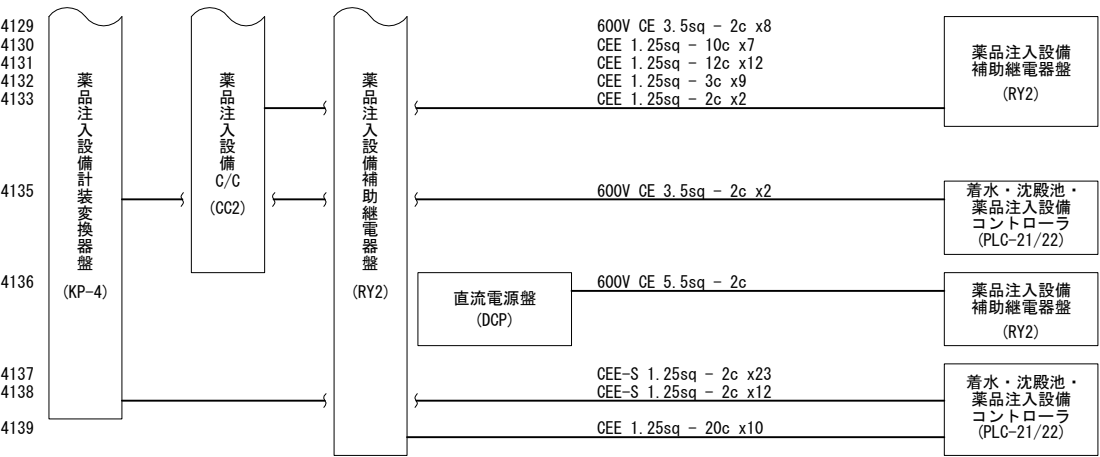 4129 600V CE 3.5sq - 2c x8
4130 CEE 1.25sq - 10c x7
4131 CEE 1.25sq - 12c x12
4132 CEE 1.25sq - 3c x9
4133 CEE 1.25sq - 2c x2
薬品注入設備
補助継電器盤
(RY2)
薬品注入設備計装変換器盤
(KP-4)
薬品注入設備
C/C
(CC2)
薬品注入設備補助継電器盤
(RY2)
4135 600V CE 3.5sq - 2c x2
着水・沈殿池・
薬品注入設備
コントローラ
(PLC-21/22)
4136 600V CE 5.5sq - 2c
直流電源盤
(DCP)
薬品注入設備
補助継電器盤
(RY2)
4137 CEE-S 1.25sq - 2c x23
4138 CEE-S 1.25sq - 2c x12
4139 CEE 1.25sq - 20c x10
着水・沈殿池・
薬品注入設備
コントローラ
(PLC-21/22)